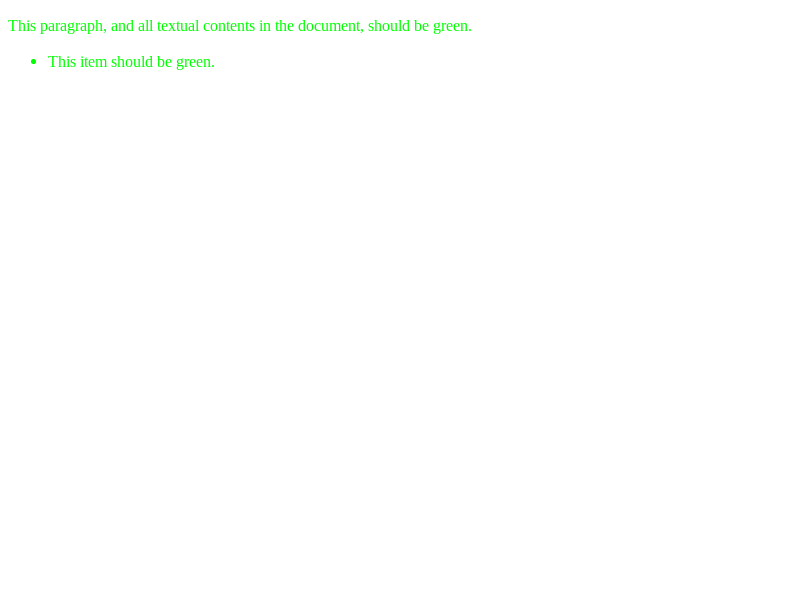 This paragraph, and all textual contents in the document, should be green.
This item should be green.